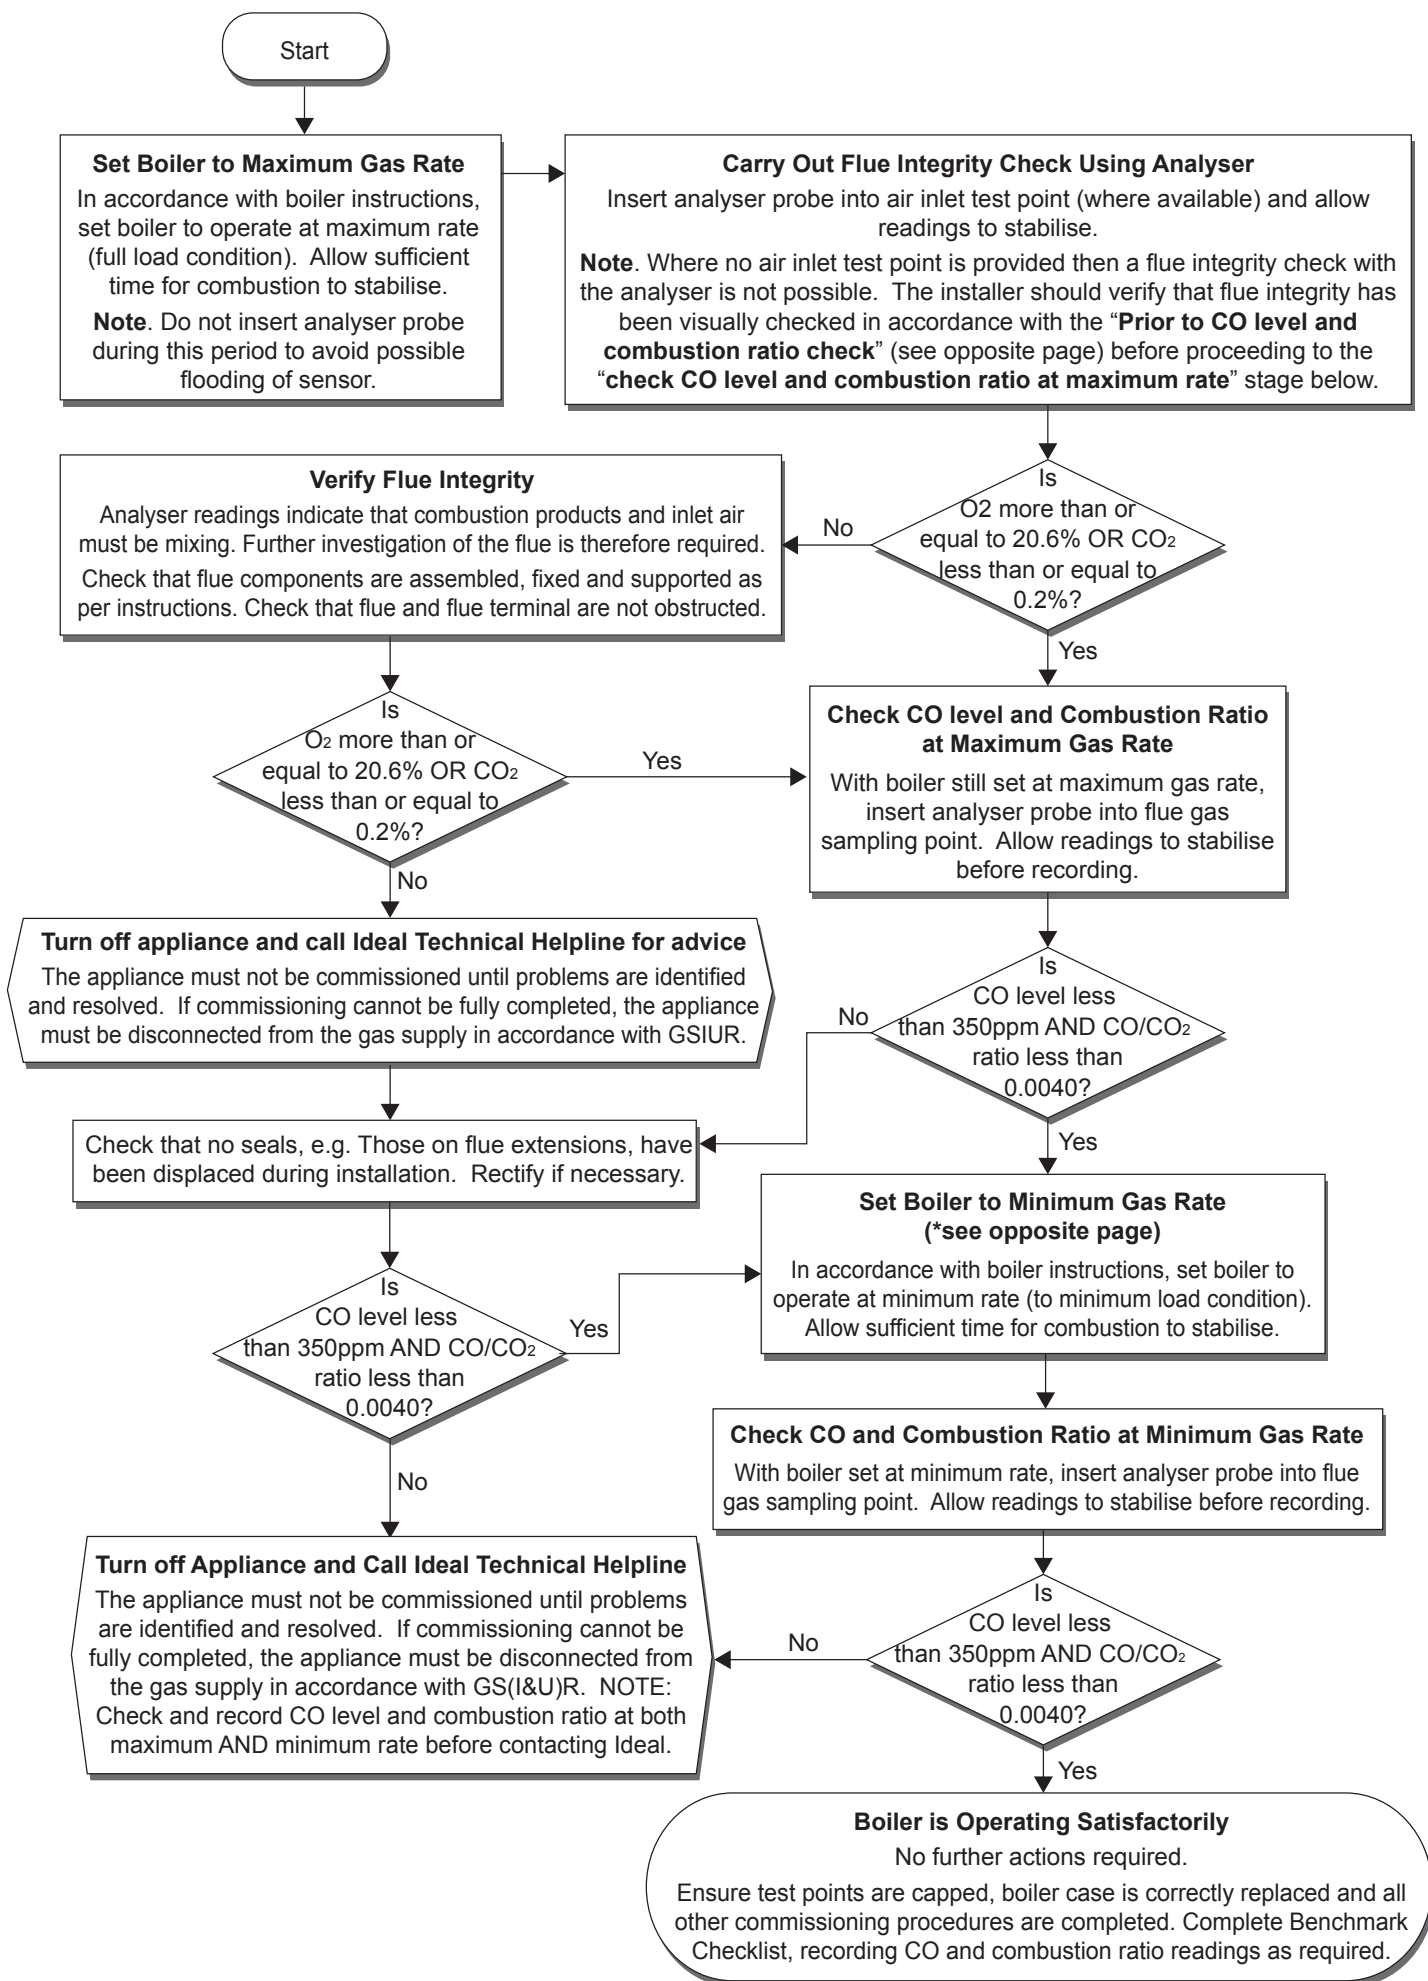 Start
Set Boiler to Maximum Gas Rate
In accordance with boiler instructions,
set boiler to operate at maximum rate
(full load condition).  Allow sufficient
time for combustion to stabilise.
Note. Do not insert analyser probe
during this period to avoid possible
flooding of sensor.
Carry Out Flue Integrity Check Using Analyser
Insert analyser probe into air inlet test point (where available) and allow
readings to stabilise.
Note. Where no air inlet test point is provided then a flue integrity check with
the analyser is not possible.  The installer should verify that flue integrity has
been visually checked in accordance with the “Prior to CO level and
combustion ratio check” (see opposite page) before proceeding to the
“check CO level and combustion ratio at maximum rate” stage below.
Is
O2 more than or
equal to 20.6% OR CO2
less than or equal to
0.2%?
No
Yes
Verify Flue Integrity
Analyser readings indicate that combustion products and inlet air
must be mixing. Further investigation of the flue is therefore required.
Check that flue components are assembled, fixed and supported as
per instructions. Check that flue and flue terminal are not obstructed.
Is
O2 more than or
equal to 20.6% OR CO2
less than or equal to
0.2%?
Yes
No
Check CO level and Combustion Ratio
at Maximum Gas Rate
With boiler still set at maximum gas rate,
insert analyser probe into flue gas
sampling point.  Allow readings to stabilise
before recording.
Turn off appliance and call Ideal Technical Helpline for advice
The appliance must not be commissioned until problems are identified
and resolved.  If commissioning cannot be fully completed, the appliance
must be disconnected from the gas supply in accordance with GSIUR.
Is
CO level less
than 350ppm AND CO/CO2
ratio less than
0.0040?
No
Yes
Check that no seals, e.g. Those on flue extensions, have
been displaced during installation.  Rectify if necessary.
Set Boiler to Minimum Gas Rate
(*see opposite page)
In accordance with boiler instructions, set boiler to
operate at minimum rate (to minimum load condition).
Allow sufficient time for combustion to stabilise.
Is
CO level less
than 350ppm AND CO/CO2
ratio less than
0.0040?
Yes
No
Check CO and Combustion Ratio at Minimum Gas Rate
With boiler set at minimum rate, insert analyser probe into flue
gas sampling point.  Allow readings to stabilise before recording.
Turn off Appliance and Call Ideal Technical Helpline
The appliance must not be commissioned until problems
are identified and resolved.  If commissioning cannot be
fully completed, the appliance must be disconnected from
the gas supply in accordance with GS(I&U)R.  NOTE:
Check and record CO level and combustion ratio at both
maximum AND minimum rate before contacting Ideal.
Is
CO level less
than 350ppm AND CO/CO2
ratio less than
0.0040?
No
Yes
Boiler is Operating Satisfactorily
No further actions required.
Ensure test points are capped, boiler case is correctly replaced and all
other commissioning procedures are completed. Complete Benchmark
Checklist, recording CO and combustion ratio readings as required.